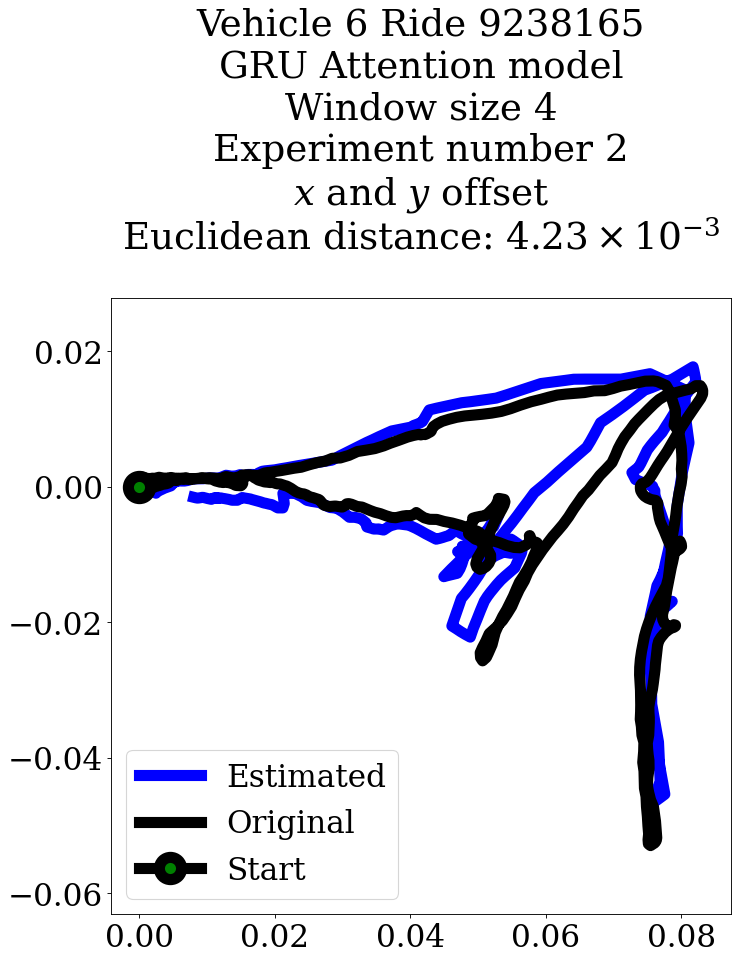 Vehicle 6 Ride 9238165
GRU Attention model
Window size 4
Experiment number 2
x and y offset
Euclidean distance: 4.23 × 10⁻³
0.02
0.00
−0.02
−0.04
−0.06
Estimated
Original
Start
0.00 0.02 0.04 0.06 0.08